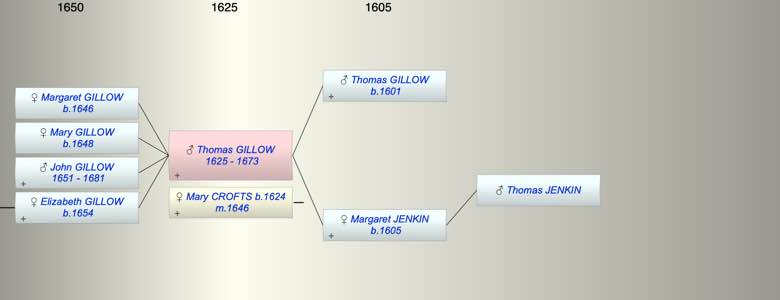 1650
1625
1605
♀ Margaret GILLOW
b.1646
♀ Mary GILLOW
b.1648
♂ John GILLOW
1651 - 1681
+
♀ Elizabeth GILLOW
b.1654
+
♂ Thomas GILLOW
1625 - 1673
+
♀ Mary CROFTS b.1624
m.1646
+
♂ Thomas GILLOW
b.1601
+
♀ Margaret JENKIN
b.1605
+
♂ Thomas JENKIN